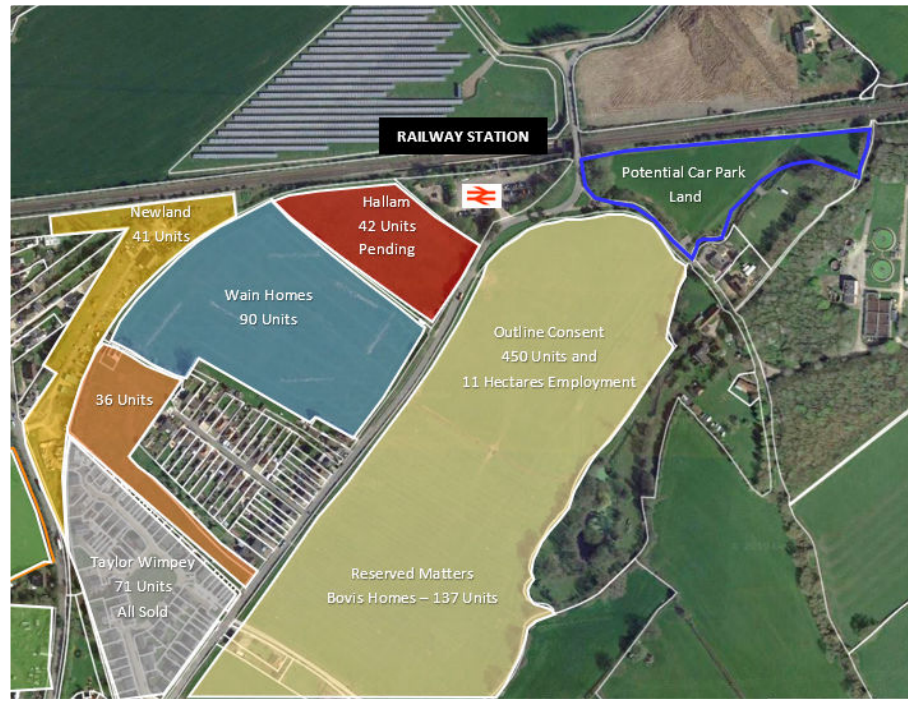 RAILWAY STATION
Potential Car Park
Land
Newland
41 Units
Hallam
42 Units
Pending
Wain Homes
90 Units
Outline Consent
450 Units and
11 Hectares Employment
36 Units
Taylor Wimpey
71 Units
All Sold
Reserved Matters
Bovis Homes – 137 Units